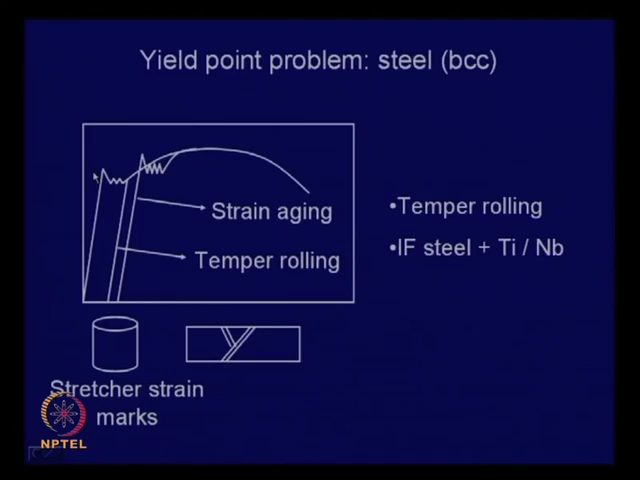 Yield point problem: steel (bcc)
Strain aging
Temper rolling
•Temper rolling
•IF steel + Ti / Nb
Stretcher strain
marks
NPTEL